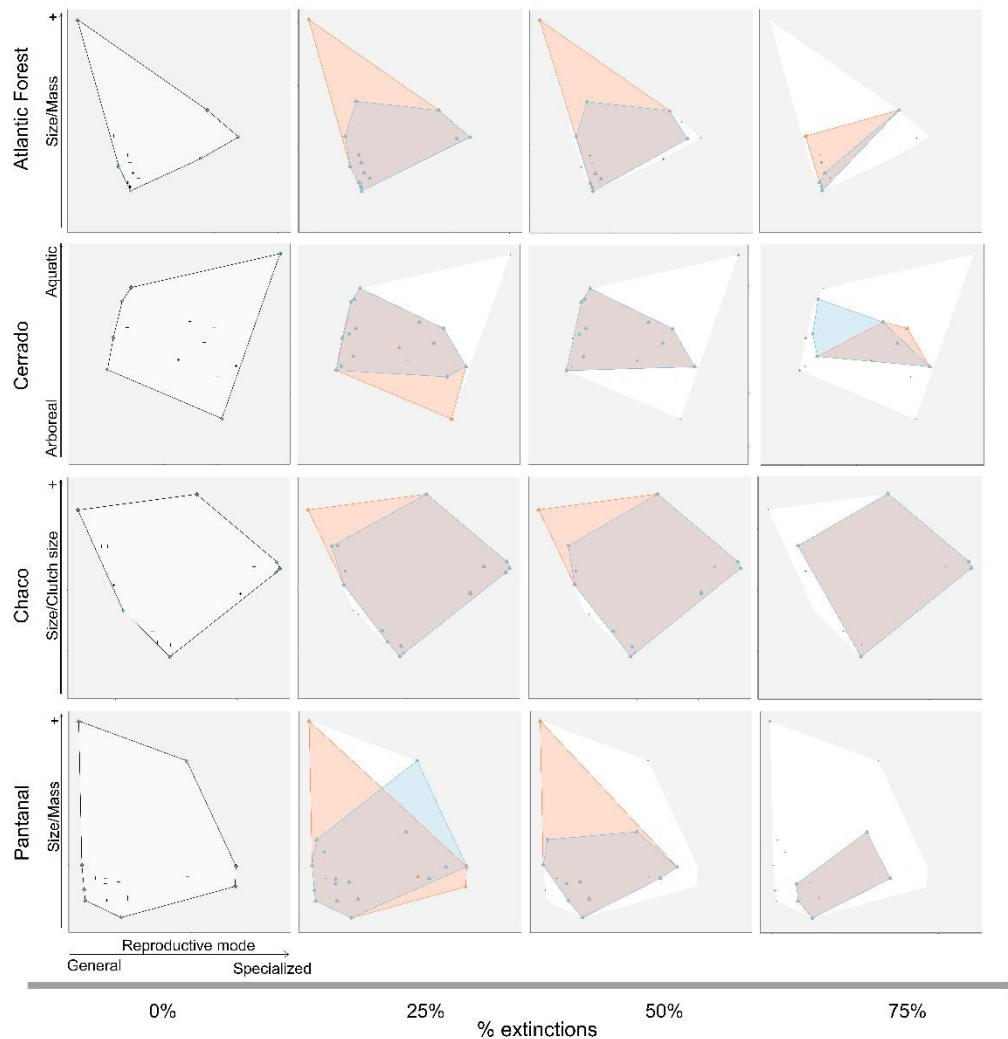 Atlantic Forest
Size/Mass
+
Cerrado
Arboreal
Aquatic
Chaco
Size/Clutch size
+
Pantanal
Size/Mass
+
Reproductive mode
General
Specialized
0%
25%
50%
75%
% extinctions